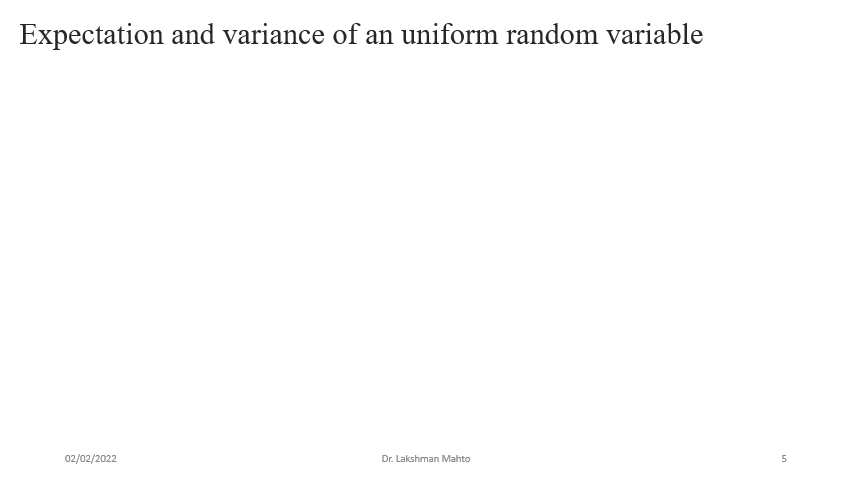 Expectation and variance of an uniform random variable
02/02/2022
Dr. Lakshman Mahto
5